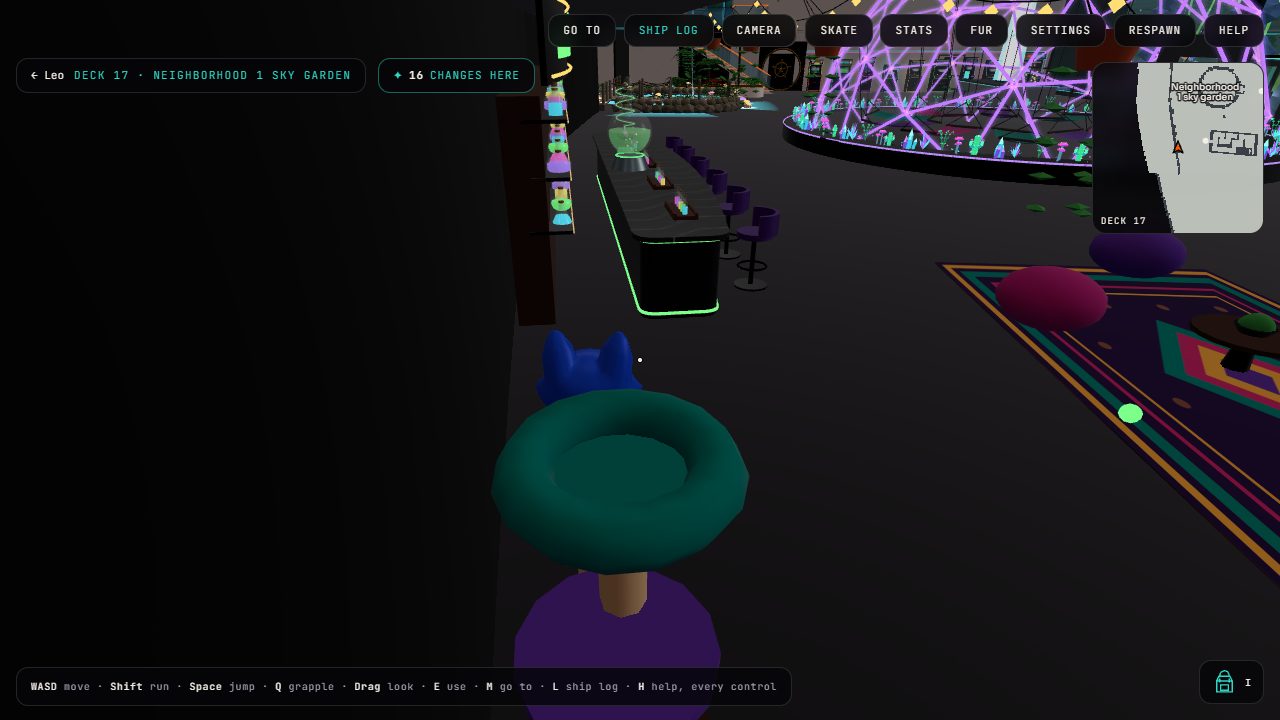 GO TO
SHIP LOG
CAMERA
SKATE
STATS
FUR
SETTINGS
RESPAWN
HELP
← Leo DECK 17 · NEIGHBORHOOD 1 SKY GARDEN
✦ 16 CHANGES HERE
Neighborhood
1 sky garden
DECK 17
WASD move · Shift run · Space jump · Q grapple · Drag look · E use · M go to · L ship log · H help, every control
I